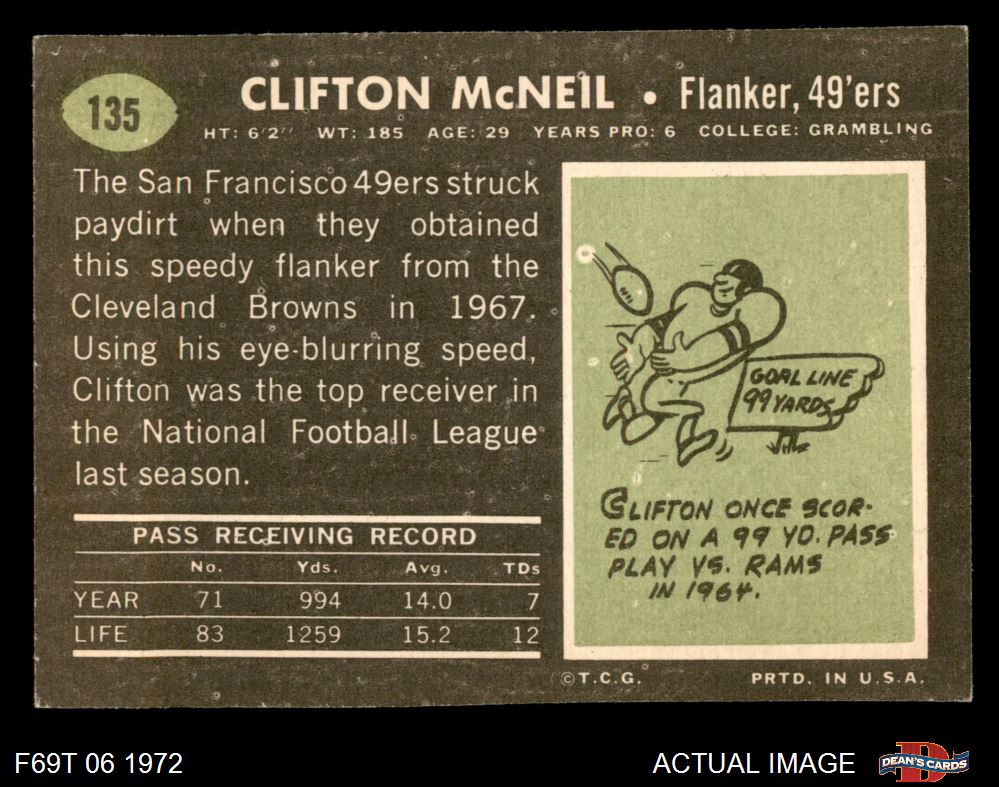 135
CLIFTON McNEIL • Flanker, 49'ers
HT: 6'2" WT: 185 AGE: 29 YEARS PRO: 6 COLLEGE: GRAMBLING
The San Francisco 49ers struck
paydirt when they obtained
this speedy flanker from the
Cleveland Browns in 1967.
Using his eye-blurring speed,
Clifton was the top receiver in
the National Football League
last season.
PASS RECEIVING RECORD
No. Yds. Avg. TDs
YEAR 71 994 14.0 7
LIFE 83 1259 15.2 12
GOAL LINE
99 YARDS
CLIFTON ONCE SCOR-
ED ON A 99 YD. PASS
PLAY VS. RAMS
IN 1964.
©T.C.G. PRTD. IN U.S.A.
F69T 06 1972
ACTUAL IMAGE
DEAN'S CARDS